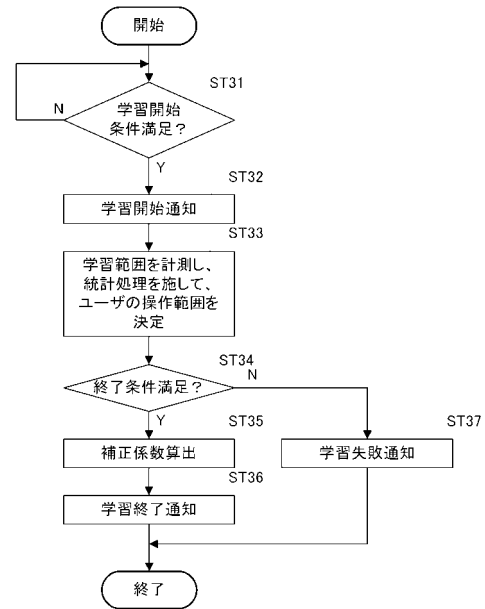 開始
ST31
学習開始
条件満足？
N
Y
ST32
学習開始通知
ST33
学習範囲を計測し、
統計処理を施して、
ユーザの操作範囲を
決定
ST34
終了条件満足？
N
Y
ST35
補正係数算出
ST37
学習失敗通知
ST36
学習終了通知
終了